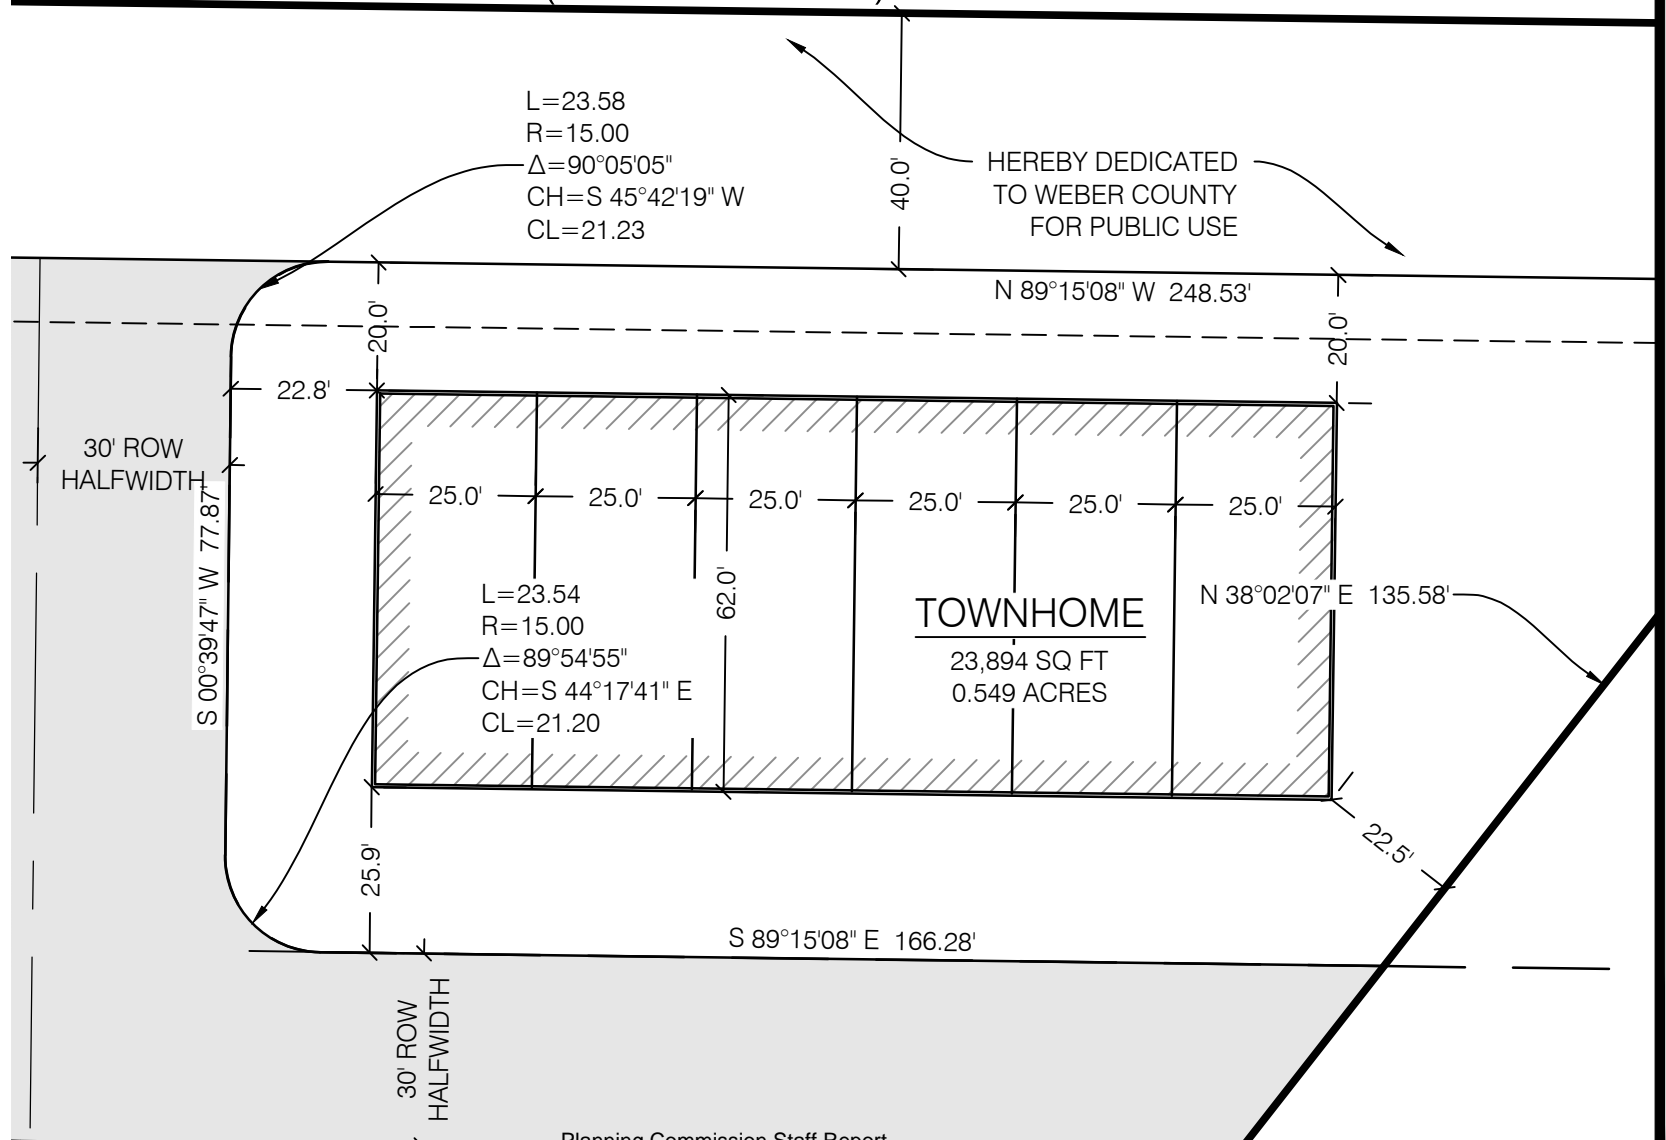 L=23.58
R=15.00
Δ=90°05'05"
CH=S 45°42'19" W
CL=21.23
40.0'
HEREBY DEDICATED
TO WEBER COUNTY
FOR PUBLIC USE
N 89°15'08" W 248.53'
20.0'
20.0'
22.8'
30' ROW
HALFWIDTH
S 00°39'47" W 77.87'
25.0'
25.0'
25.0'
25.0'
25.0'
25.0'
62.0'
L=23.54
R=15.00
Δ=89°54'55"
CH=S 44°17'41" E
CL=21.20
TOWNHOME
23,894 SQ FT
0.549 ACRES
N 38°02'07" E 135.58'
22.5'
25.9'
S 89°15'08" E 166.28'
30' ROW
HALFWIDTH
Planning Commission Staff Report